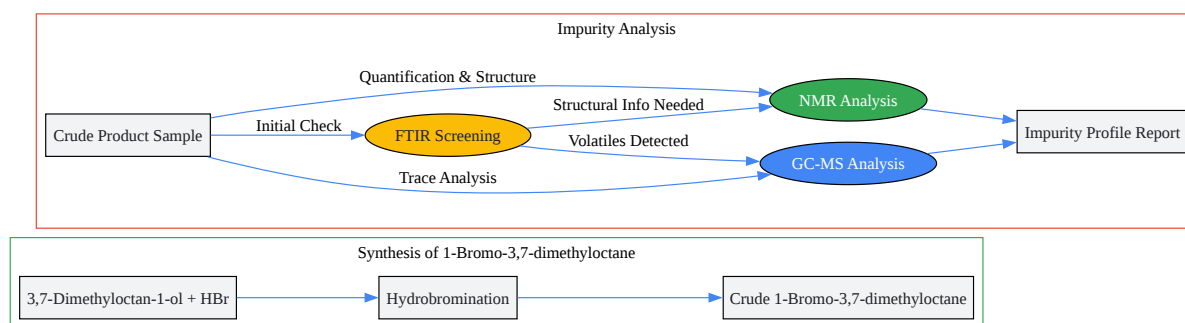 Impurity Analysis
Quantification & Structure
NMR Analysis
Structural Info Needed
Crude Product Sample
Initial Check
FTIR Screening
Impurity Profile Report
Volatiles Detected
GC-MS Analysis
Trace Analysis
Synthesis of 1-Bromo-3,7-dimethyloctane
3,7-Dimethyloctan-1-ol + HBr
Hydrobromination
Crude 1-Bromo-3,7-dimethyloctane